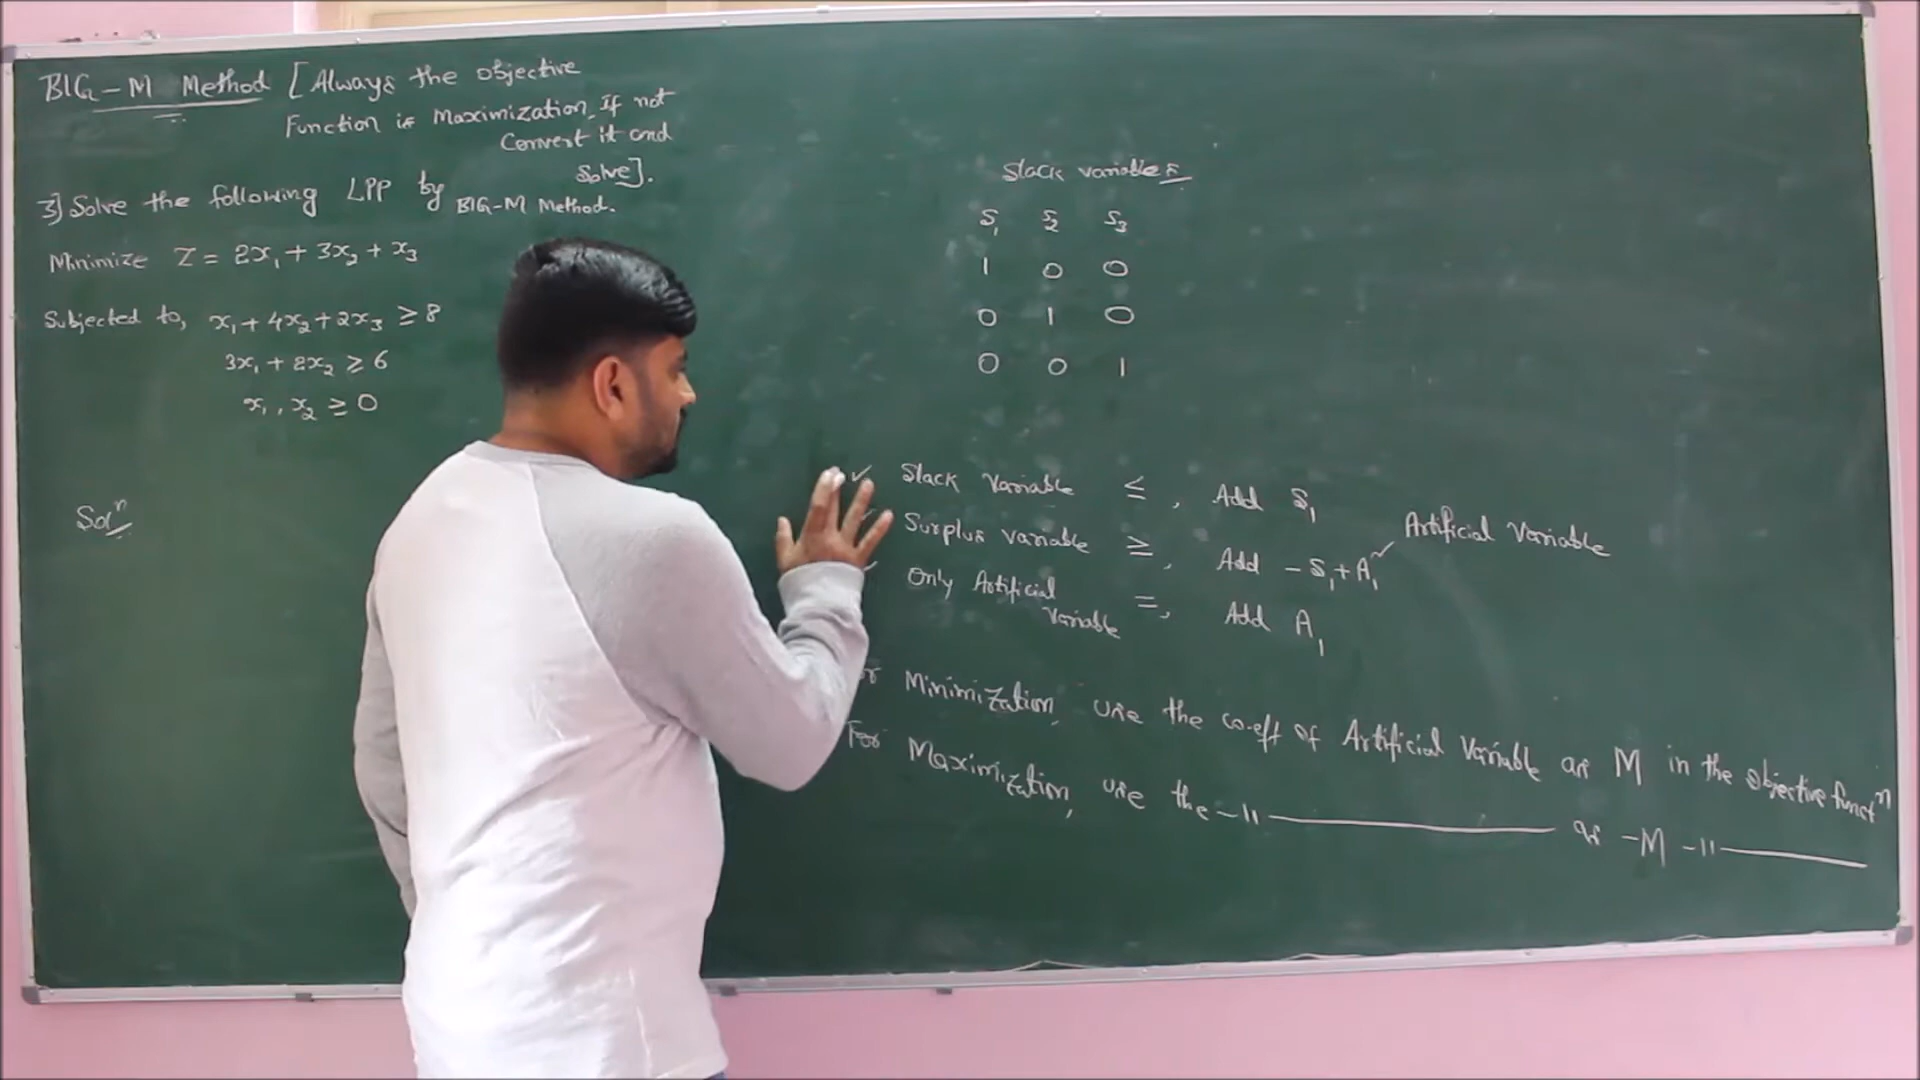 BIG-M Method [Always the objective
Function is Maximization, If not
Convert it and
Solve].
3] Solve the following LPP by BIG-M Method.
Minimize Z = 2x₁ + 3x₂ + x₃
Subjected to, x₁ + 4x₂ + 2x₃ ≥ 8
3x₁ + 2x₂ ≥ 6
x₁, x₂ ≥ 0
Solⁿ
Slack variables
S₁ S₂ S₃
1 0 0
0 1 0
0 0 1
✓ Slack Variable ≤, Add S₁
Surplus variable ≥, Add -S₁+A₁ ✓ Artificial Variable
Only Artificial Variable =, Add A₁
Minimization, use the co-eff of Artificial Variable as M in the objective functⁿ
For Maximization, use the -11- as -M -11-